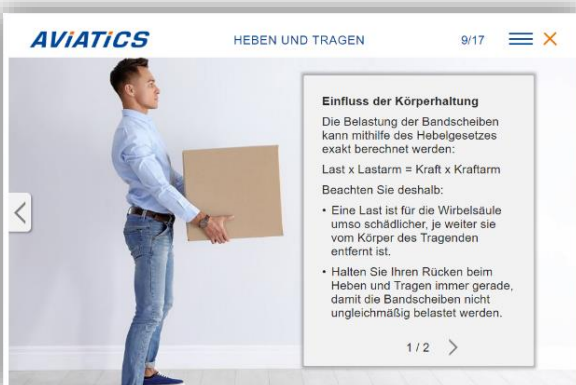 AViATiCS
HEBEN UND TRAGEN
9/17
Einfluss der Körperhaltung
Die Belastung der Bandscheiben
kann mithilfe des Hebelgesetzes
exakt berechnet werden:
Last x Lastarm = Kraft x Kraftarm
Beachten Sie deshalb:
• Eine Last ist für die Wirbelsäule
umso schädlicher, je weiter sie
vom Körper des Tragenden
entfernt ist.
• Halten Sie Ihren Rücken beim
Heben und Tragen immer gerade,
damit die Bandscheiben nicht
ungleichmäßig belastet werden.
1 / 2